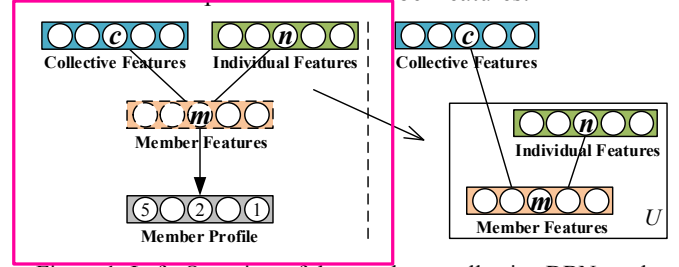 c n c
Collective Features Individual Features Collective Features
n
m
Member Features Individual Features
5 2 1 m
Member Profile Member Features U